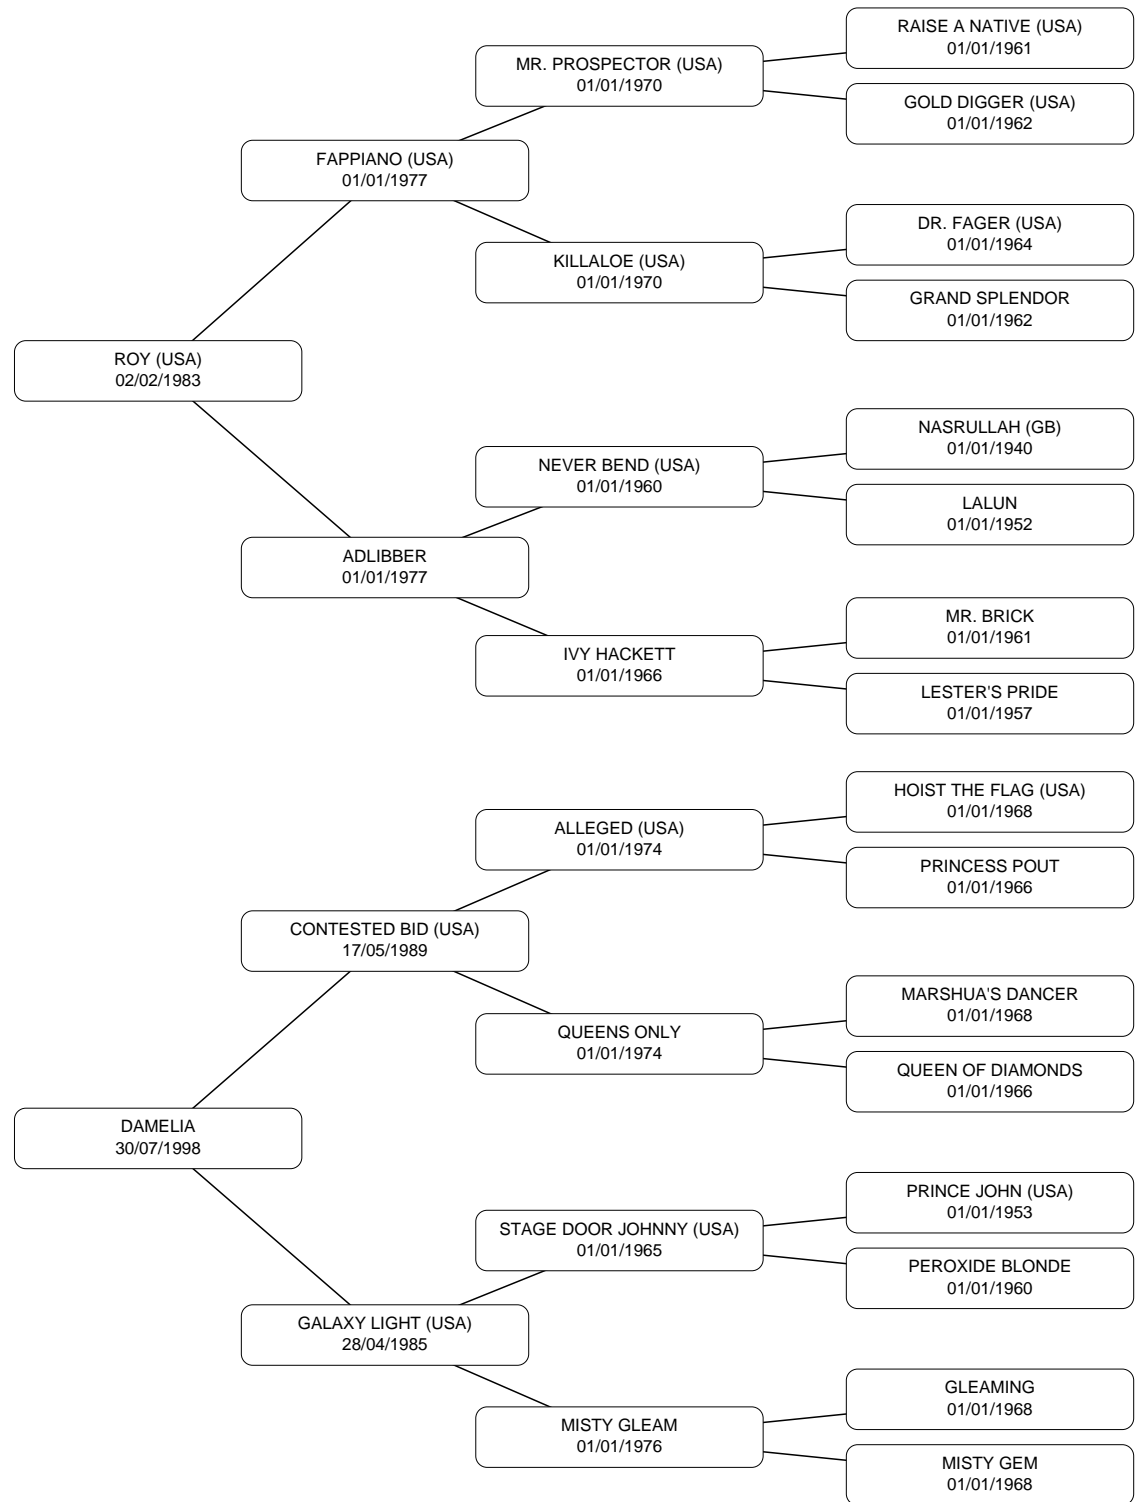 RAISE A NATIVE (USA)
01/01/1961
MR. PROSPECTOR (USA)
01/01/1970
GOLD DIGGER (USA)
01/01/1962
FAPPIANO (USA)
01/01/1977
DR. FAGER (USA)
01/01/1964
KILLALOE (USA)
01/01/1970
GRAND SPLENDOR
01/01/1962
ROY (USA)
02/02/1983
NASRULLAH (GB)
01/01/1940
NEVER BEND (USA)
01/01/1960
LALUN
01/01/1952
ADLIBBER
01/01/1977
MR. BRICK
01/01/1961
IVY HACKETT
01/01/1966
LESTER'S PRIDE
01/01/1957
HOIST THE FLAG (USA)
01/01/1968
ALLEGED (USA)
01/01/1974
PRINCESS POUT
01/01/1966
CONTESTED BID (USA)
17/05/1989
MARSHUA'S DANCER
01/01/1968
QUEENS ONLY
01/01/1974
QUEEN OF DIAMONDS
01/01/1966
DAMELIA
30/07/1998
PRINCE JOHN (USA)
01/01/1953
STAGE DOOR JOHNNY (USA)
01/01/1965
PEROXIDE BLONDE
01/01/1960
GALAXY LIGHT (USA)
28/04/1985
GLEAMING
01/01/1968
MISTY GLEAM
01/01/1976
MISTY GEM
01/01/1968